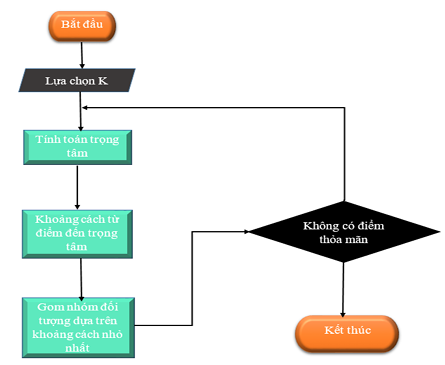 Bắt đầu
Lựa chọn K
Tính toán trọng
tâm
Khoảng cách từ
điểm đến trọng
tâm
Gom nhóm đối
tượng dựa trên
khoảng cách nhỏ
nhất
Không có điểm
thỏa mãn
Kết thúc